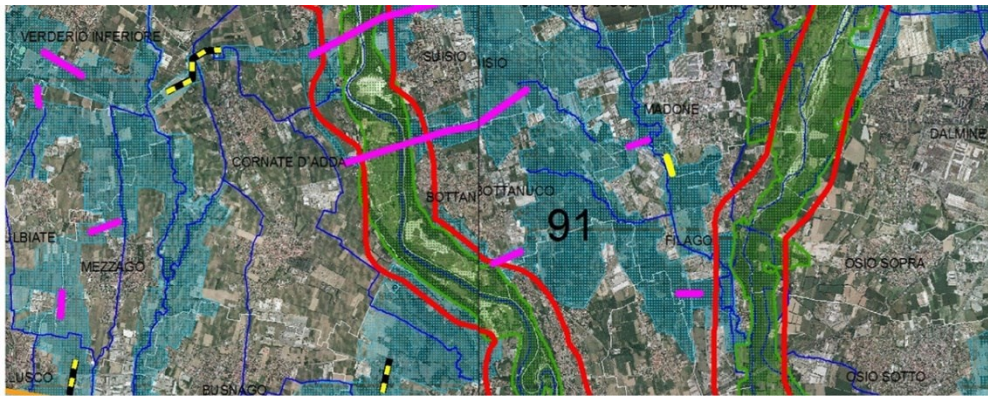 VERDERIO INFERIORE
SUISIO
ISIO
MADONE
DALMINE
CORNATE D'ADDA
BOTTAN
BOTTANUCO
91
ULBIATE
FILAGO
MEZZAGO
OSIO SOPRA
LUSCO
BUSNAGO
OSIO SOTTO